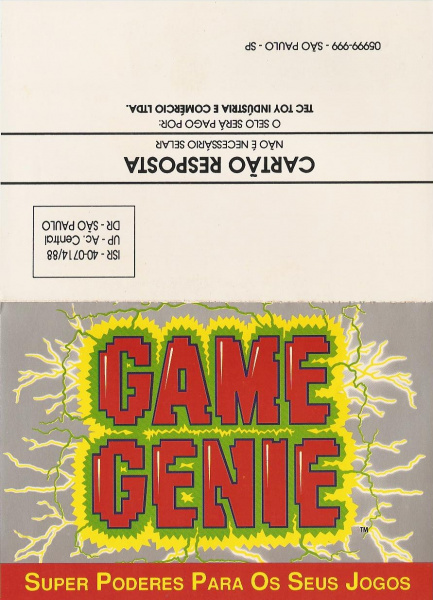 ISR - 40-0714/88
UP - Ac. Central
DR - SÃO PAULO
CARTÃO RESPOSTA
NÃO É NECESSÁRIO SELAR
O SELO SERÁ PAGO POR:
TEC TOY INDÚSTRIA E COMÉRCIO LTDA.
05999-999 - SÃO PAULO - SP
GAME
GENIE
TM
SUPER PODERES PARA OS SEUS JOGOS